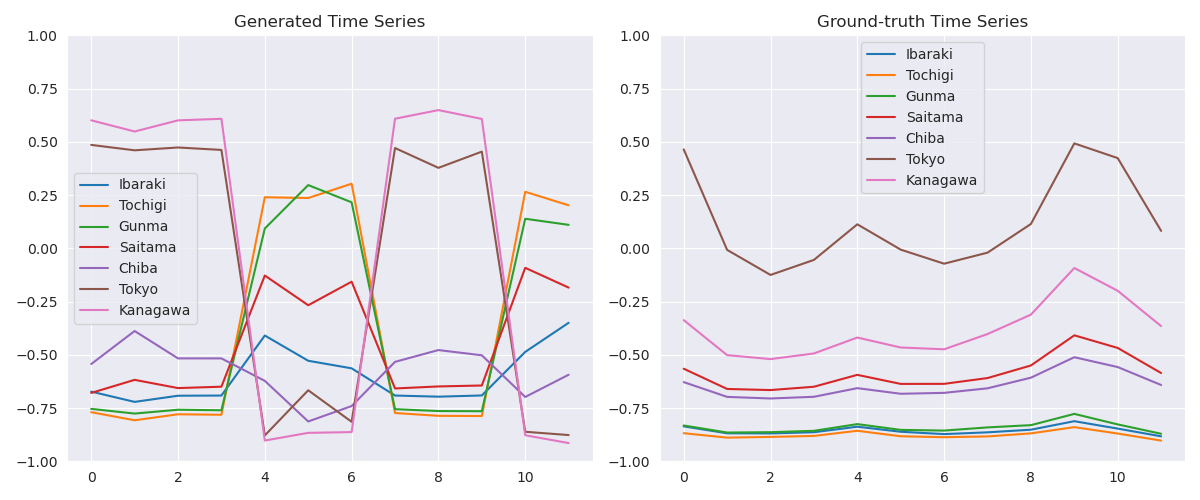 Generated Time Series
1.00
0.75
0.50
0.25
0.00
−0.25
−0.50
−0.75
−1.00
0 2 4 6 8 10
Ibaraki
Tochigi
Gunma
Saitama
Chiba
Tokyo
Kanagawa
Ground-truth Time Series
1.00
0.75
0.50
0.25
0.00
−0.25
−0.50
−0.75
−1.00
0 2 4 6 8 10
Ibaraki
Tochigi
Gunma
Saitama
Chiba
Tokyo
Kanagawa